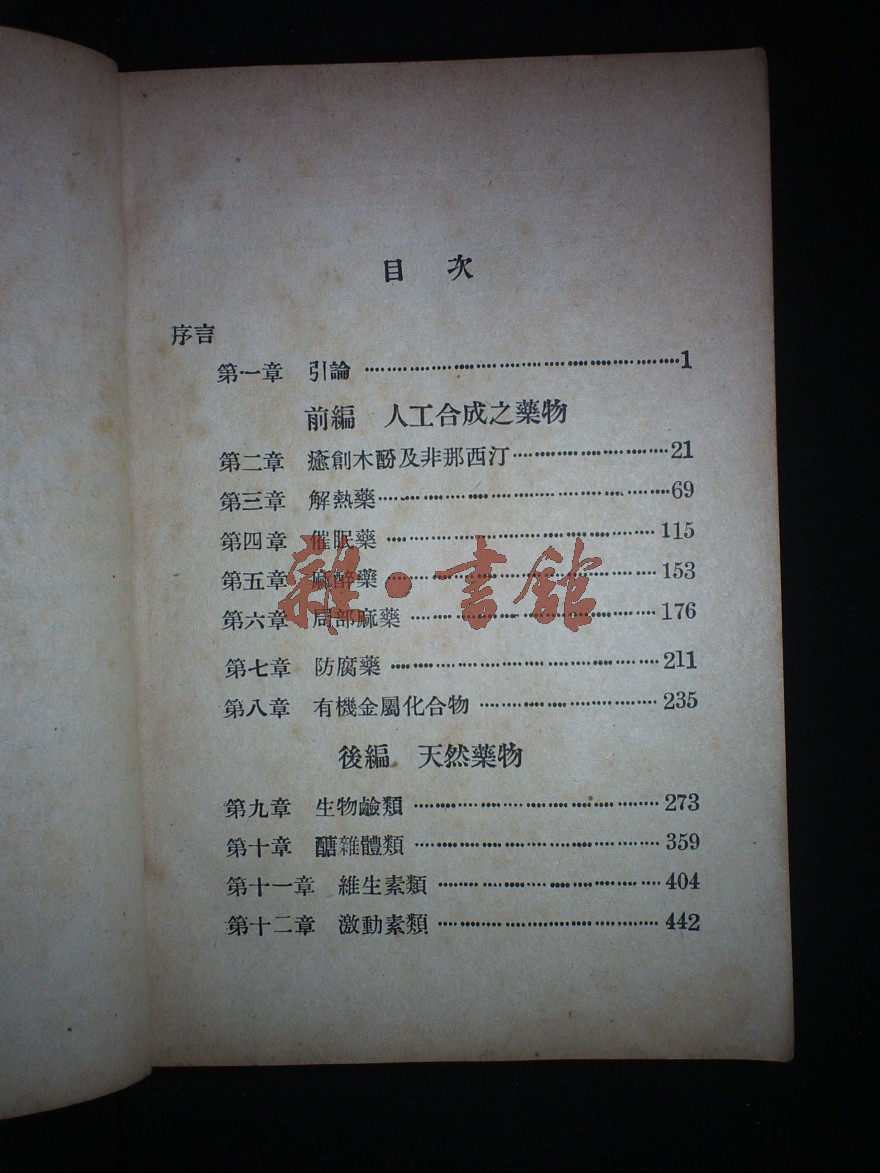 目 次
序言
第一章 引論 1
前編 人工合成之藥物
第二章 癒創木酚及非那西汀 21
第三章 解熱藥 69
第四章 催眠藥 115
第五章 麻醉藥 153
第六章 局部麻藥 176
第七章 防腐藥 211
第八章 有機金屬化合物 235
後編 天然藥物
第九章 生物鹼類 273
第十章 醣雜體類 359
第十一章 維生素類 404
第十二章 激動素類 442
雜·書館